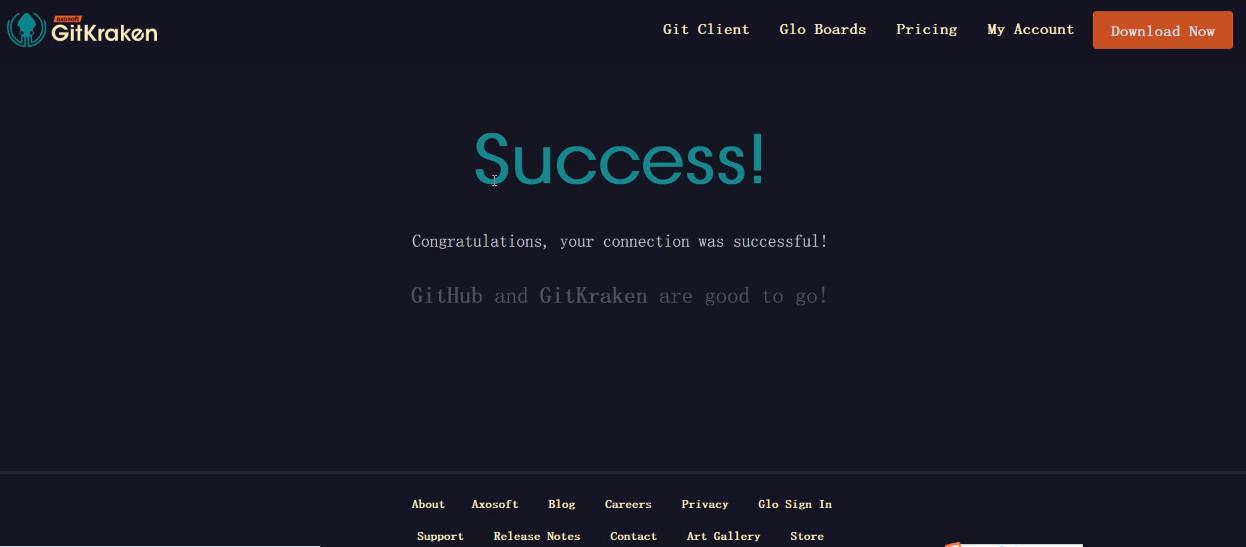 axosoft
GitKraken
Git Client Glo Boards Pricing My Account Download Now
Success!
Congratulations, your connection was successful!
GitHub and GitKraken are good to go!
About Axosoft Blog Careers Privacy Glo Sign In
Support Release Notes Contact Art Gallery Store